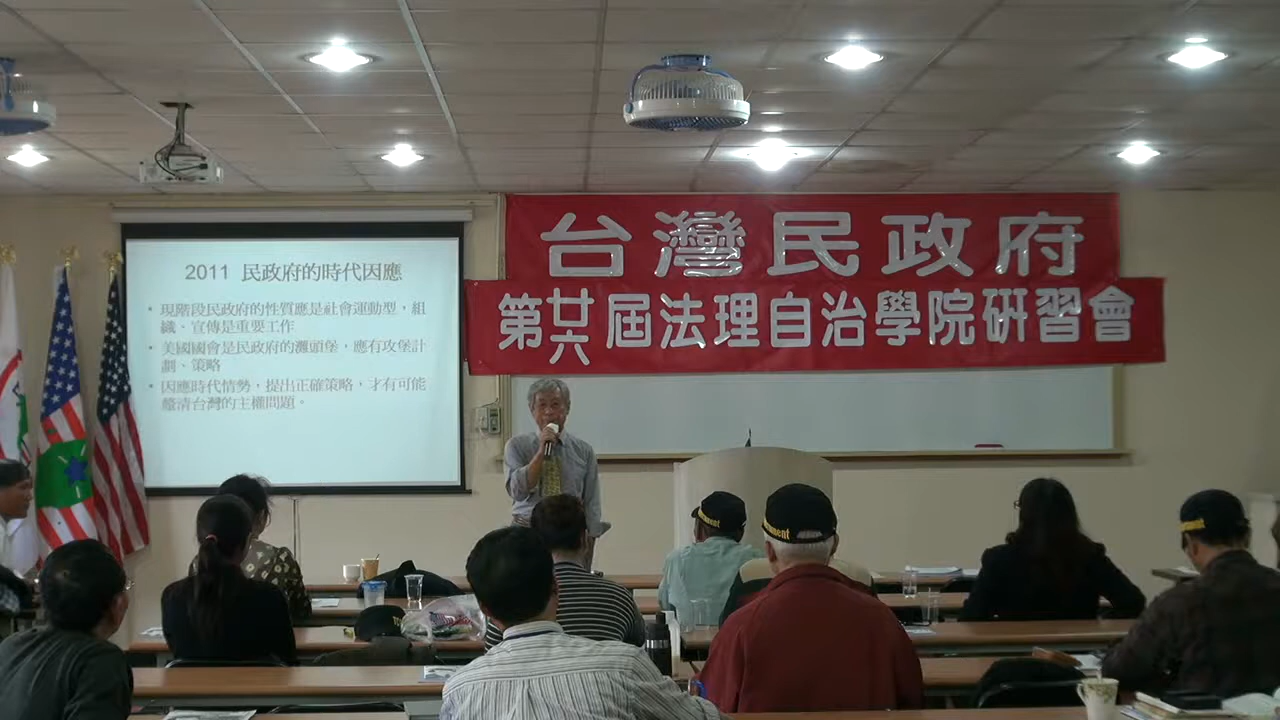 2011 民政府的時代因應
• 現階段民政府的性質應是社會運動型,組
織、宣傳是重要工作
• 美國國會是民政府的灘頭堡,應有攻堡計
劃、策略
• 因應時代情勢,提出正確策略,才有可能
釐清台灣的主權問題。
台灣民政府
第廿六屆法理自治學院研習會